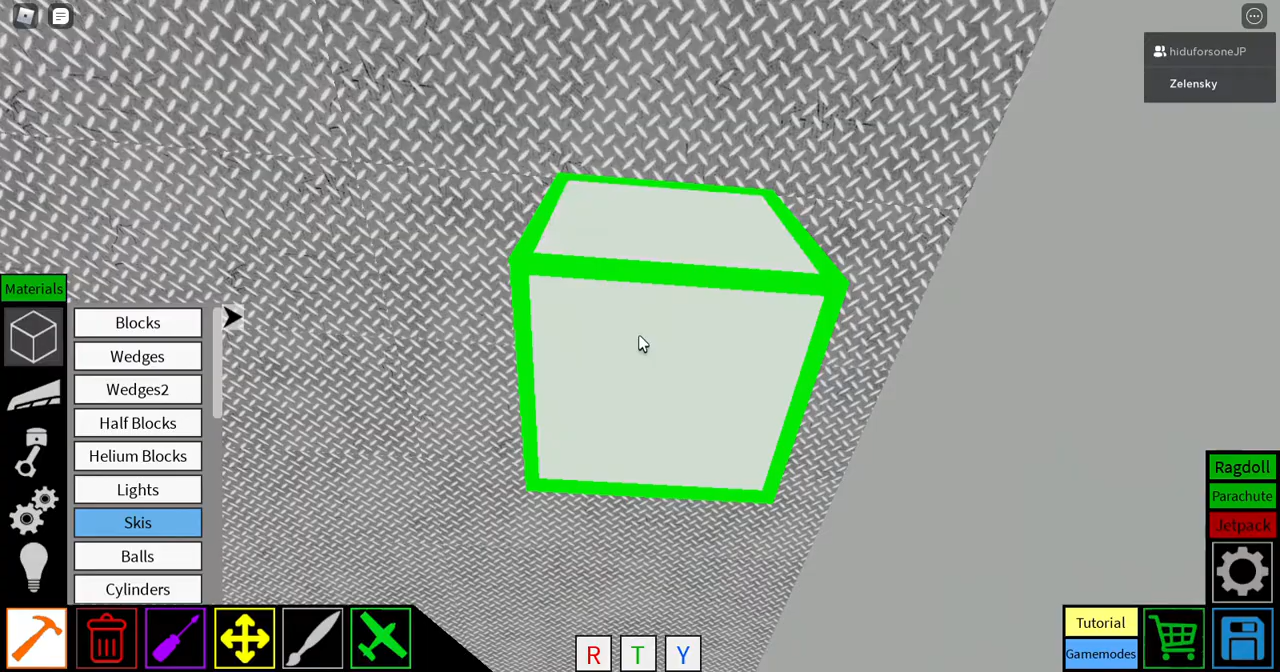 hiduforsoneJP
Zelensky
Materials
Blocks
Wedges
Wedges2
Half Blocks
Helium Blocks
Lights
Skis
Balls
Cylinders
Ragdoll
Parachute
Jetpack
Tutorial
Gamemodes
R T Y